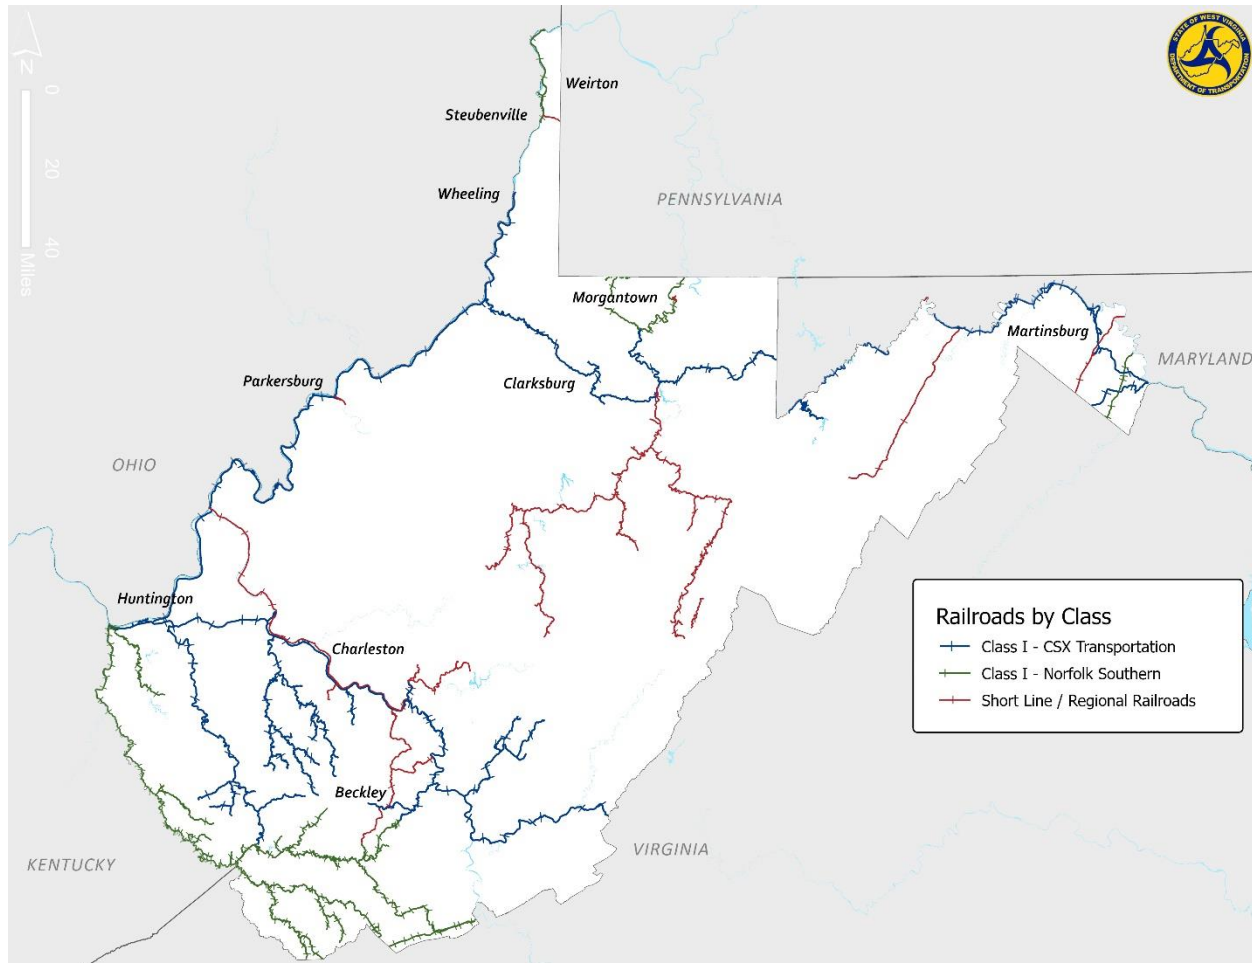 STATE OF WEST VIRGINIA
DEPARTMENT OF TRANSPORTATION
N
0
20
40
Miles
Weirton
Steubenville
Wheeling
PENNSYLVANIA
Morgantown
Martinsburg
MARYLAND
Parkersburg
Clarksburg
OHIO
Huntington
Charleston
Beckley
KENTUCKY
VIRGINIA
Railroads by Class
Class I - CSX Transportation
Class I - Norfolk Southern
Short Line / Regional Railroads